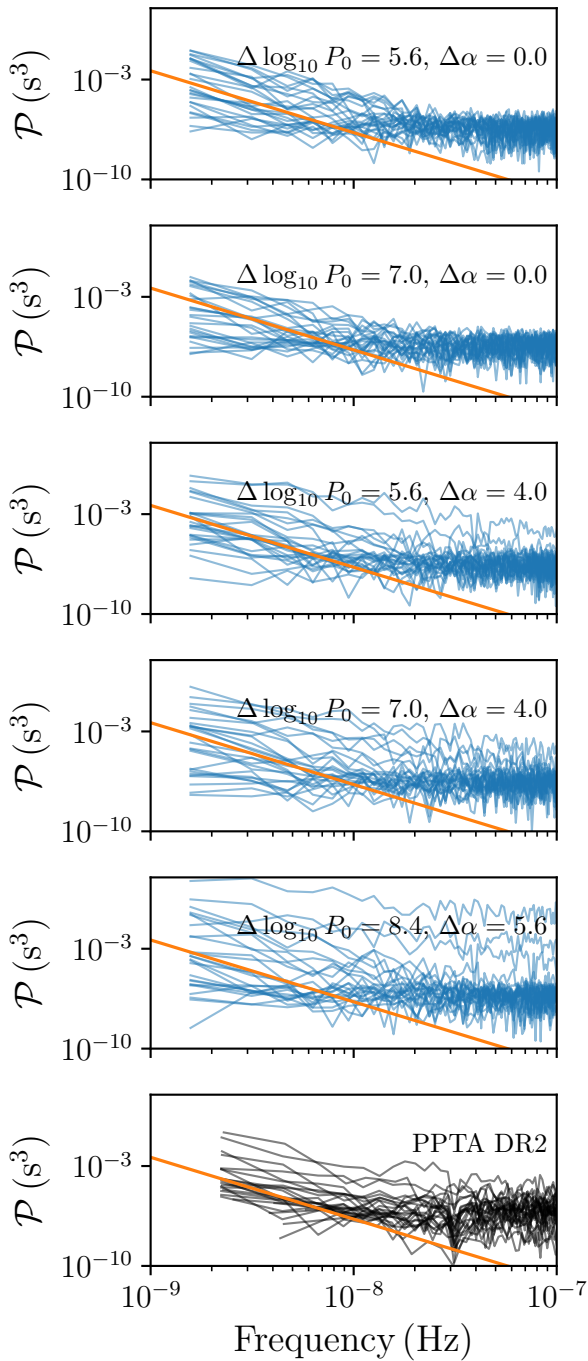 Δ log₁₀ P₀ = 5.6, Δα = 0.0
10⁻³
𝒫 (s³)
10⁻¹⁰
Δ log₁₀ P₀ = 7.0, Δα = 0.0
10⁻³
𝒫 (s³)
10⁻¹⁰
Δ log₁₀ P₀ = 5.6, Δα = 4.0
10⁻³
𝒫 (s³)
10⁻¹⁰
Δ log₁₀ P₀ = 7.0, Δα = 4.0
10⁻³
𝒫 (s³)
10⁻¹⁰
Δ log₁₀ P₀ = 8.4, Δα = 5.6
10⁻³
𝒫 (s³)
10⁻¹⁰
PPTA DR2
10⁻³
𝒫 (s³)
10⁻¹⁰
10⁻⁹ 10⁻⁸ 10⁻⁷
Frequency (Hz)